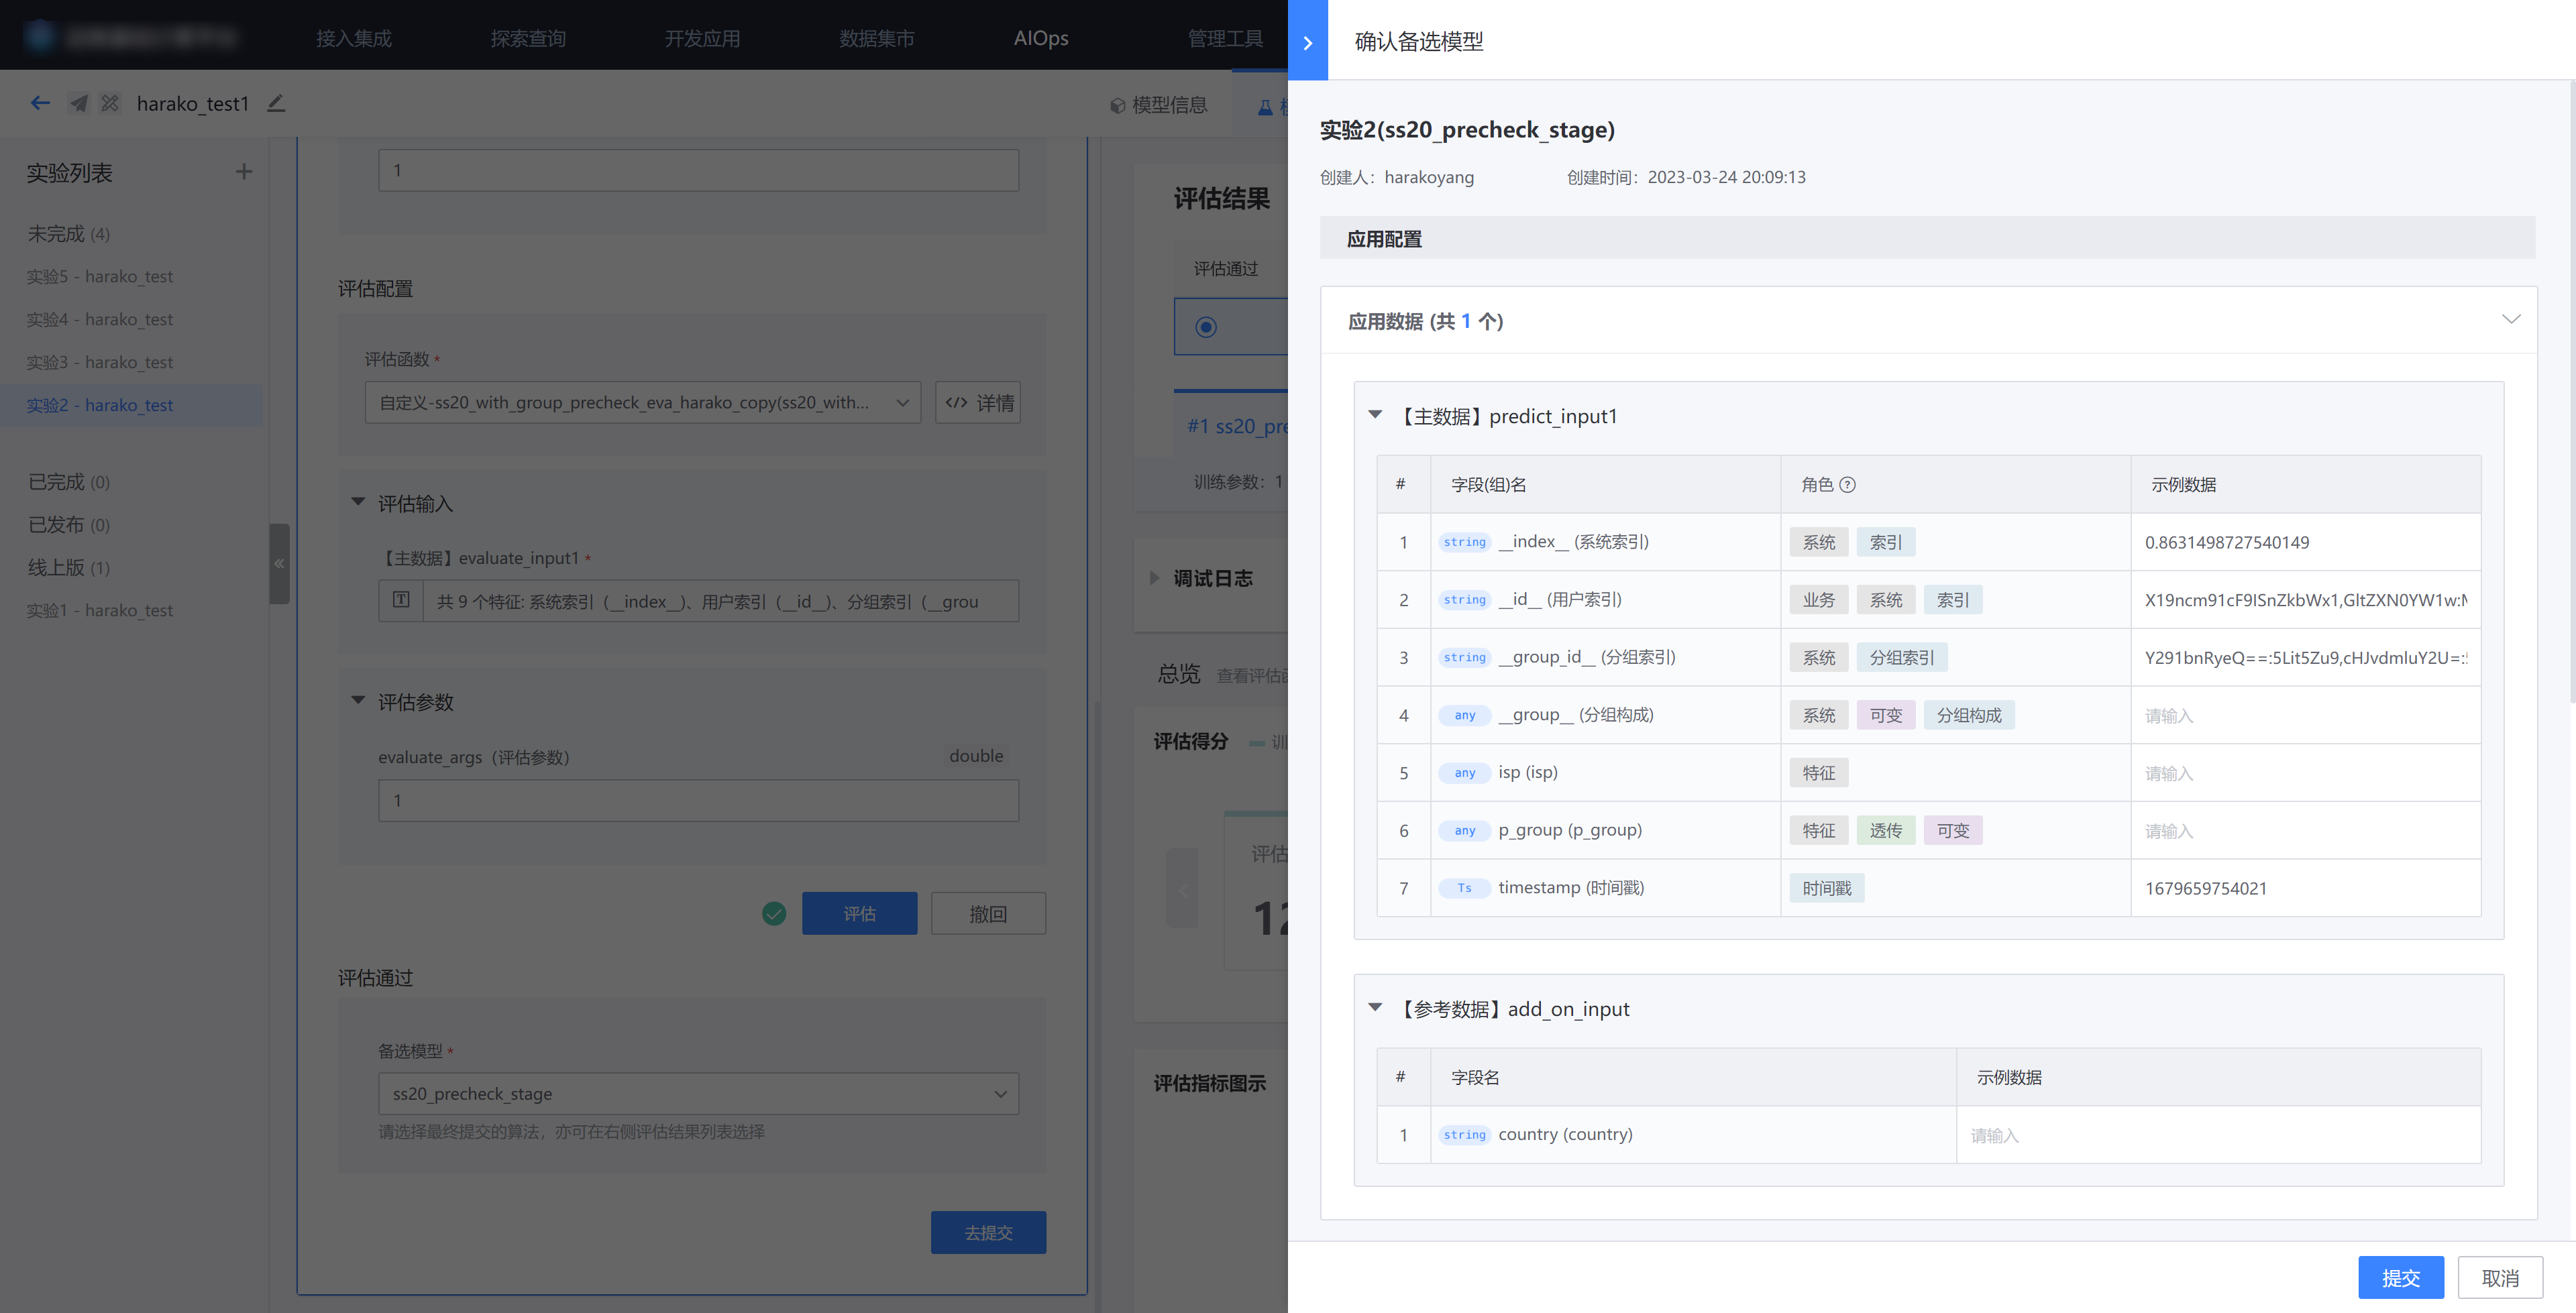 接入集成
探索查询
开发应用
数据集市
AIOps
管理工具
harako_test1
模型信息
实验列表
未完成 (4)
实验5 - harako_test
实验4 - harako_test
实验3 - harako_test
实验2 - harako_test
已完成 (0)
已发布 (0)
线上版 (1)
实验1 - harako_test
1
评估配置
评估函数 *
自定义-ss20_with_group_precheck_eva_harako_copy(ss20_with...
</> 详情
评估输入
【主数据】evaluate_input1 *
共 9 个特征: 系统索引（__index__）、用户索引（__id__）、分组索引（__grou
评估参数
evaluate_args（评估参数）
double
1
评估
撤回
评估通过
备选模型 *
ss20_precheck_stage
请选择最终提交的算法，亦可在右侧评估结果列表选择
去提交
评估结果
评估通过
#1 ss20_pre
训练参数：1
调试日志
总览 查看评估
评估得分
训
评估
12
评估指标图示
确认备选模型
实验2(ss20_precheck_stage)
创建人：harakoyang
创建时间：2023-03-24 20:09:13
应用配置
应用数据 (共 1 个)
【主数据】predict_input1
# 字段(组)名 角色 ? 示例数据
1 string __index__ (系统索引) 系统 索引 0.8631498727540149
2 string __id__ (用户索引) 业务 系统 索引 X19ncm91cF9ISnZkbWx1,GltZXN0YW1w:
3 string __group_id__ (分组索引) 系统 分组索引 Y291bnRyeQ==:5Lit5Zu9,cHJvdmluY2U=:
4 any __group__ (分组构成) 系统 可变 分组构成 请输入
5 any isp (isp) 特征 请输入
6 any p_group (p_group) 特征 透传 可变 请输入
7 Ts timestamp (时间戳) 时间戳 1679659754021
【参考数据】add_on_input
# 字段名 示例数据
1 string country (country) 请输入
提交
取消